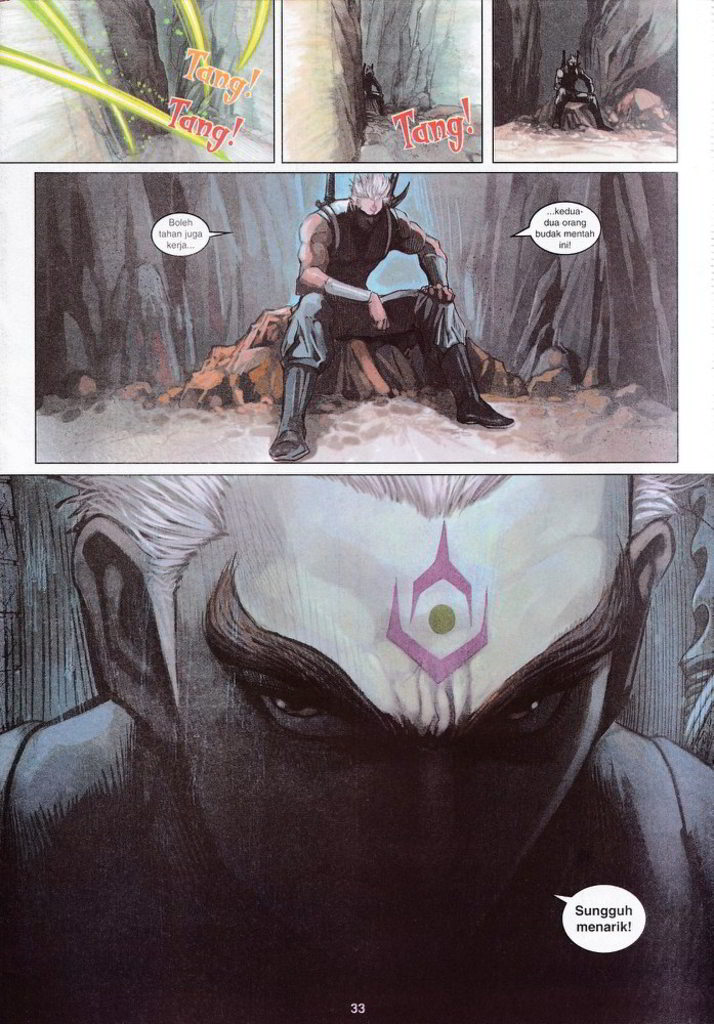 Tang!
Tang!
Tang!
Boleh
tahan juga
kerja...
...kedua-
dua orang
budak mentah
ini!
Sungguh
menarik!
33